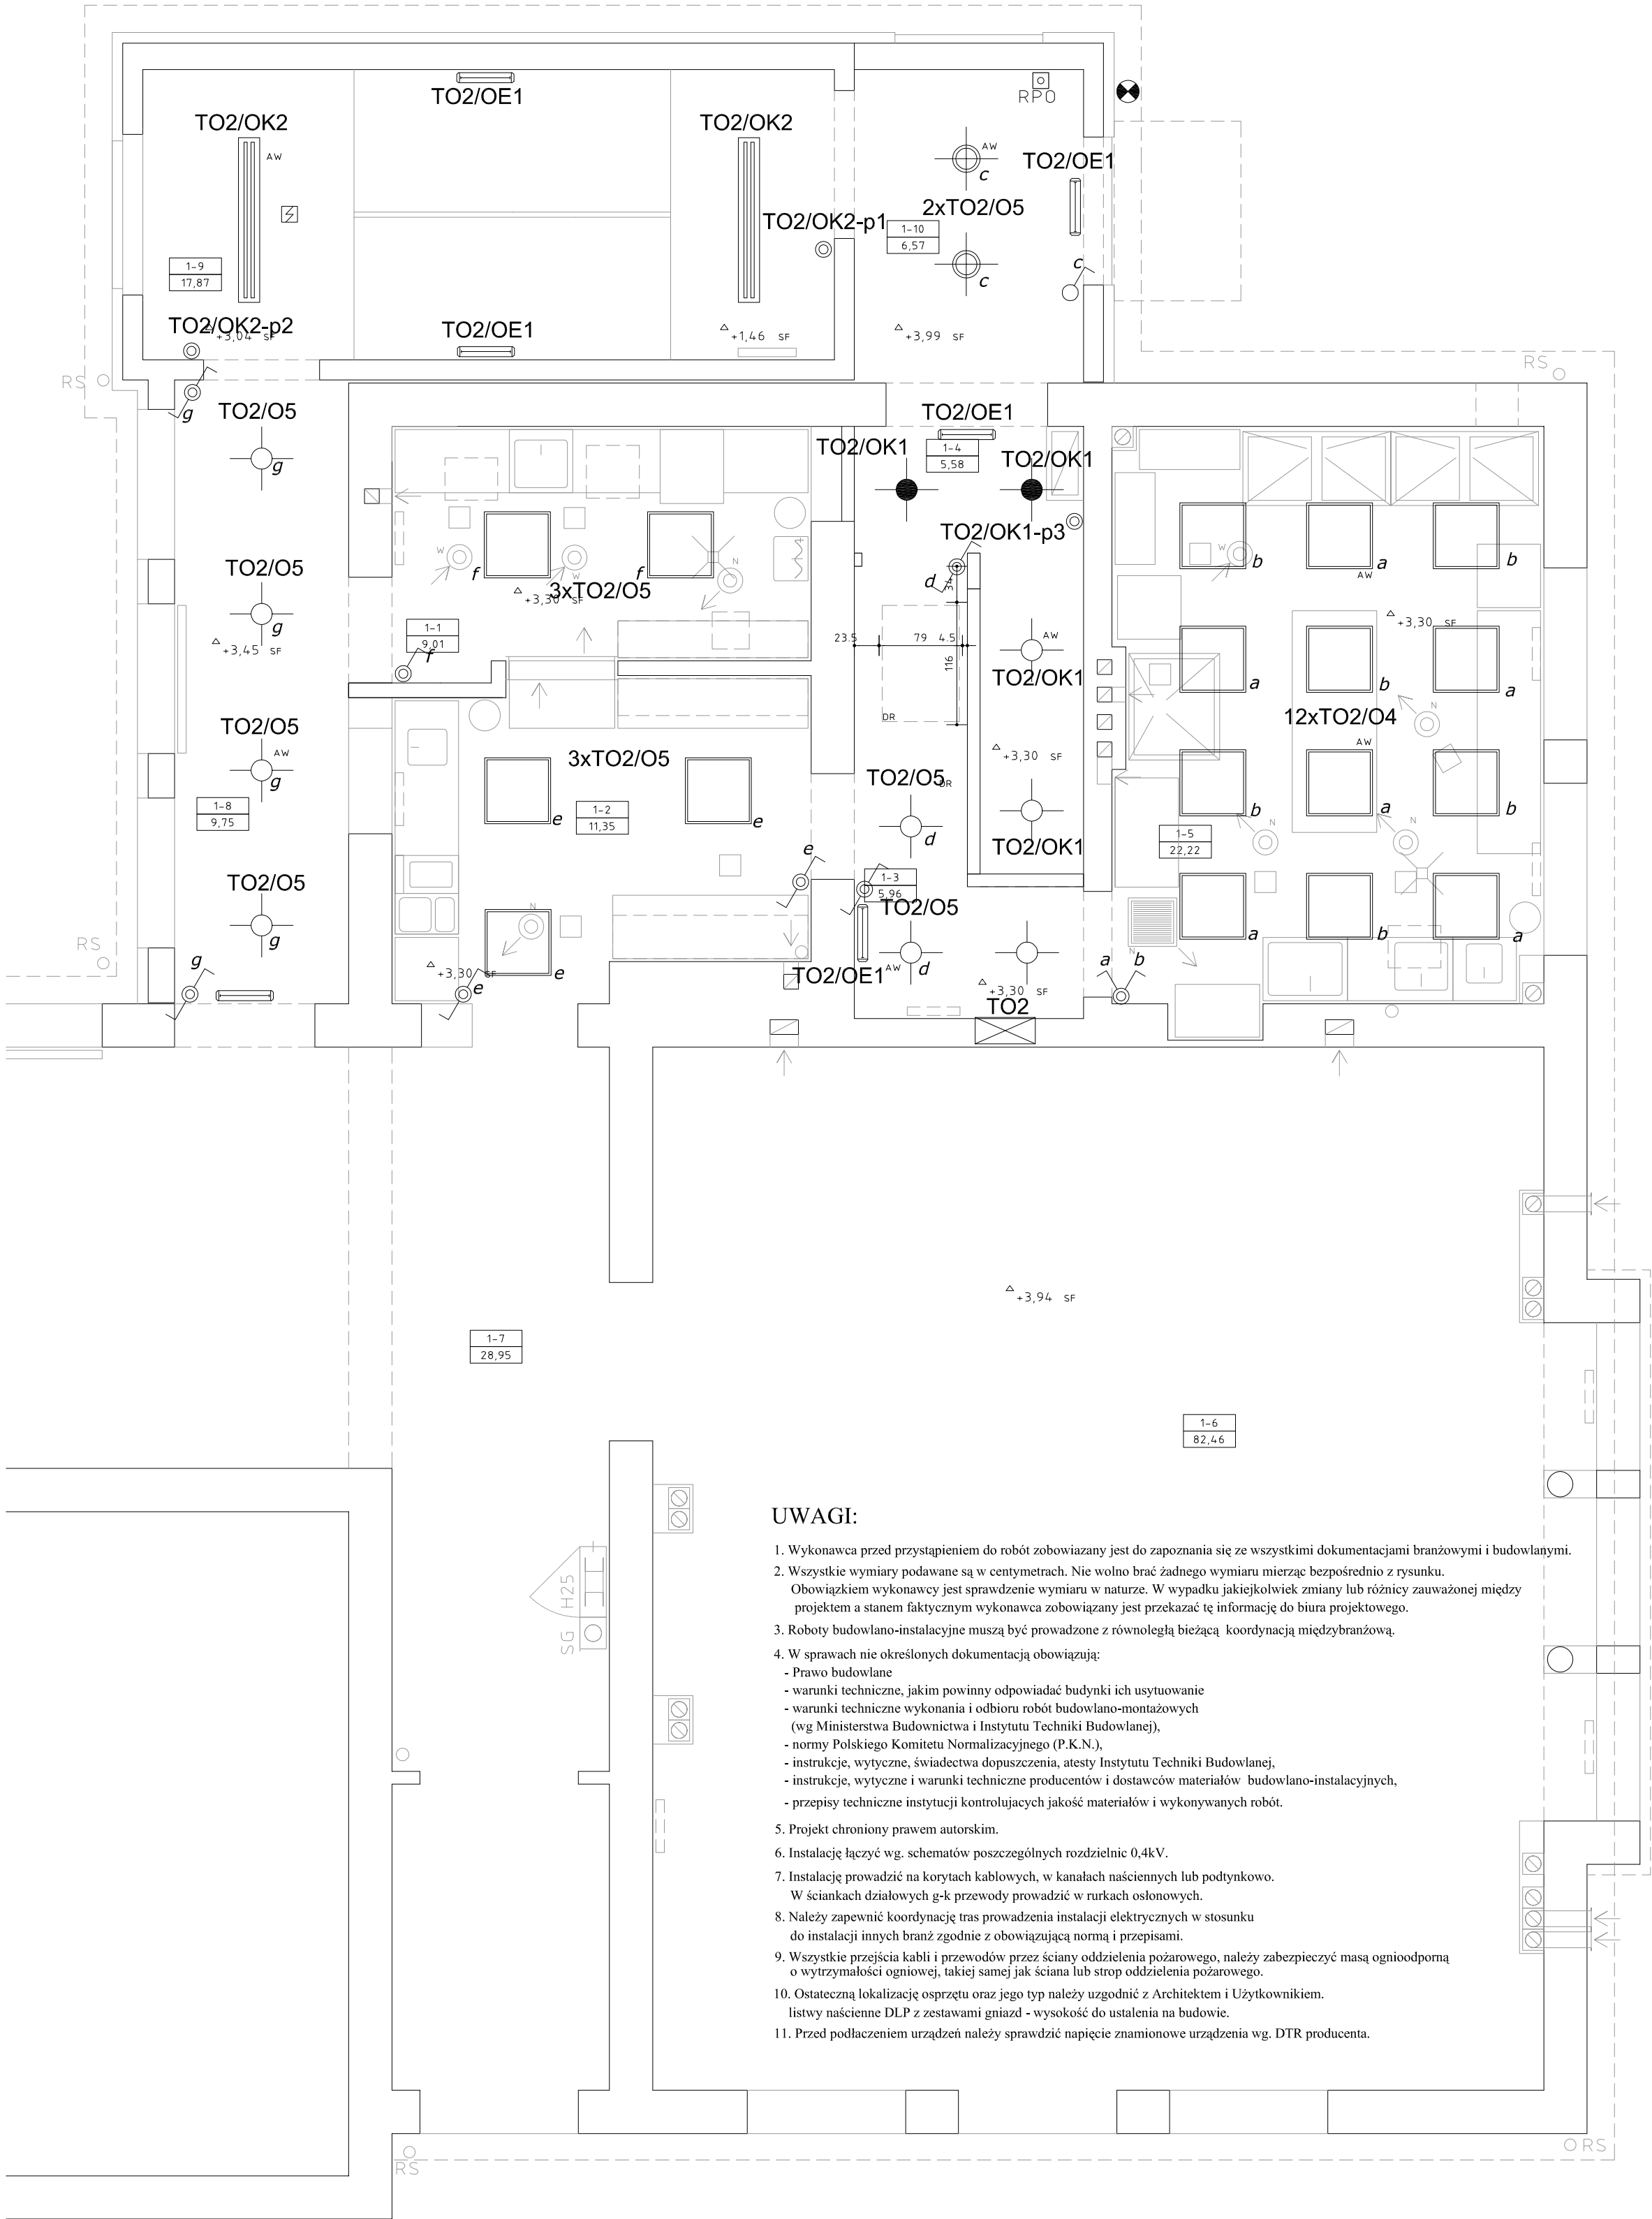 TO2/OE1
RPO
TO2/OK2
AW
TO2/OK2
AW
c
TO2/OE1
2xTO2/O5
TO2/OK2-p1
1-10
6,57
c
c
1-9
17,87
TO2/OK2-p2
+3,04 SF
TO2/OE1
+1,46 SF
+3,99 SF
RS
RS
g
TO2/O5
g
TO2/OE1
TO2/OK1
1-4
5,58
TO2/OK1
TO2/OK1-p3
W
W
N
f
f
3xTO2/O5
+3,30 SF
d
34
W
b
a
b
AW
TO2/O5
g
+3,45 SF
1-1
9,01
f
23.5
79
4.5
116
AW
TO2/OK1
+3,30 SF
a
b
a
12xTO2/O4
N
AW
TO2/O5
AW
g
DR
3xTO2/O5
+3,30 SF
TO2/O5
DR
1-8
9,75
1-2
11,35
e
e
d
TO2/OK1
b
a
b
N
N
1-5
22,22
e
TO2/O5
g
1-3
5,96
TO2/O5
N
AW
d
a
b
a
N
RS
g
+3,30 SF
e
e
TO2/OE1
+3,30 SF
TO2
a
b
+3,94 SF
1-7
28,95
1-6
82,46
SG H25
UWAGI:
1. Wykonawca przed przystąpieniem do robót zobowiazany jest do zapoznania się ze wszystkimi dokumentacjami branżowymi i budowlanymi.
2. Wszystkie wymiary podawane są w centymetrach. Nie wolno brać żadnego wymiaru mierząc bezpośrednio z rysunku.
Obowiązkiem wykonawcy jest sprawdzenie wymiaru w naturze. W wypadku jakiejkolwiek zmiany lub różnicy zauważonej między
projektem a stanem faktycznym wykonawca zobowiązany jest przekazać tę informację do biura projektowego.
3. Roboty budowlano-instalacyjne muszą być prowadzone z równoległą bieżącą koordynacją międzybranżową.
4. W sprawach nie określonych dokumentacją obowiązują:
- Prawo budowlane
- warunki techniczne, jakim powinny odpowiadać budynki ich usytuowanie
- warunki techniczne wykonania i odbioru robót budowlano-montażowych
(wg Ministerstwa Budownictwa i Instytutu Techniki Budowlanej),
- normy Polskiego Komitetu Normalizacyjnego (P.K.N.),
- instrukcje, wytyczne, świadectwa dopuszczenia, atesty Instytutu Techniki Budowlanej,
- instrukcje, wytyczne i warunki techniczne producentów i dostawców materiałów budowlano-instalacyjnych,
- przepisy techniczne instytucji kontrolujacych jakość materiałów i wykonywanych robót.
5. Projekt chroniony prawem autorskim.
6. Instalację łączyć wg. schematów poszczególnych rozdzielnic 0,4kV.
7. Instalację prowadzić na korytach kablowych, w kanałach naściennych lub podtynkowo.
W ściankach działowych g-k przewody prowadzić w rurkach osłonowych.
8. Należy zapewnić koordynację tras prowadzenia instalacji elektrycznych w stosunku
do instalacji innych branż zgodnie z obowiązującą normą i przepisami.
9. Wszystkie przejścia kabli i przewodów przez ściany oddzielenia pożarowego, należy zabezpieczyć masą ognioodporną
o wytrzymałości ogniowej, takiej samej jak ściana lub strop oddzielenia pożarowego.
10. Ostateczną lokalizację osprzętu oraz jego typ należy uzgodnić z Architektem i Użytkownikiem.
listwy naścienne DLP z zestawami gniazd - wysokość do ustalenia na budowie.
11. Przed podłaczeniem urządzeń należy sprawdzić napięcie znamionowe urządzenia wg. DTR producenta.
RS
RS